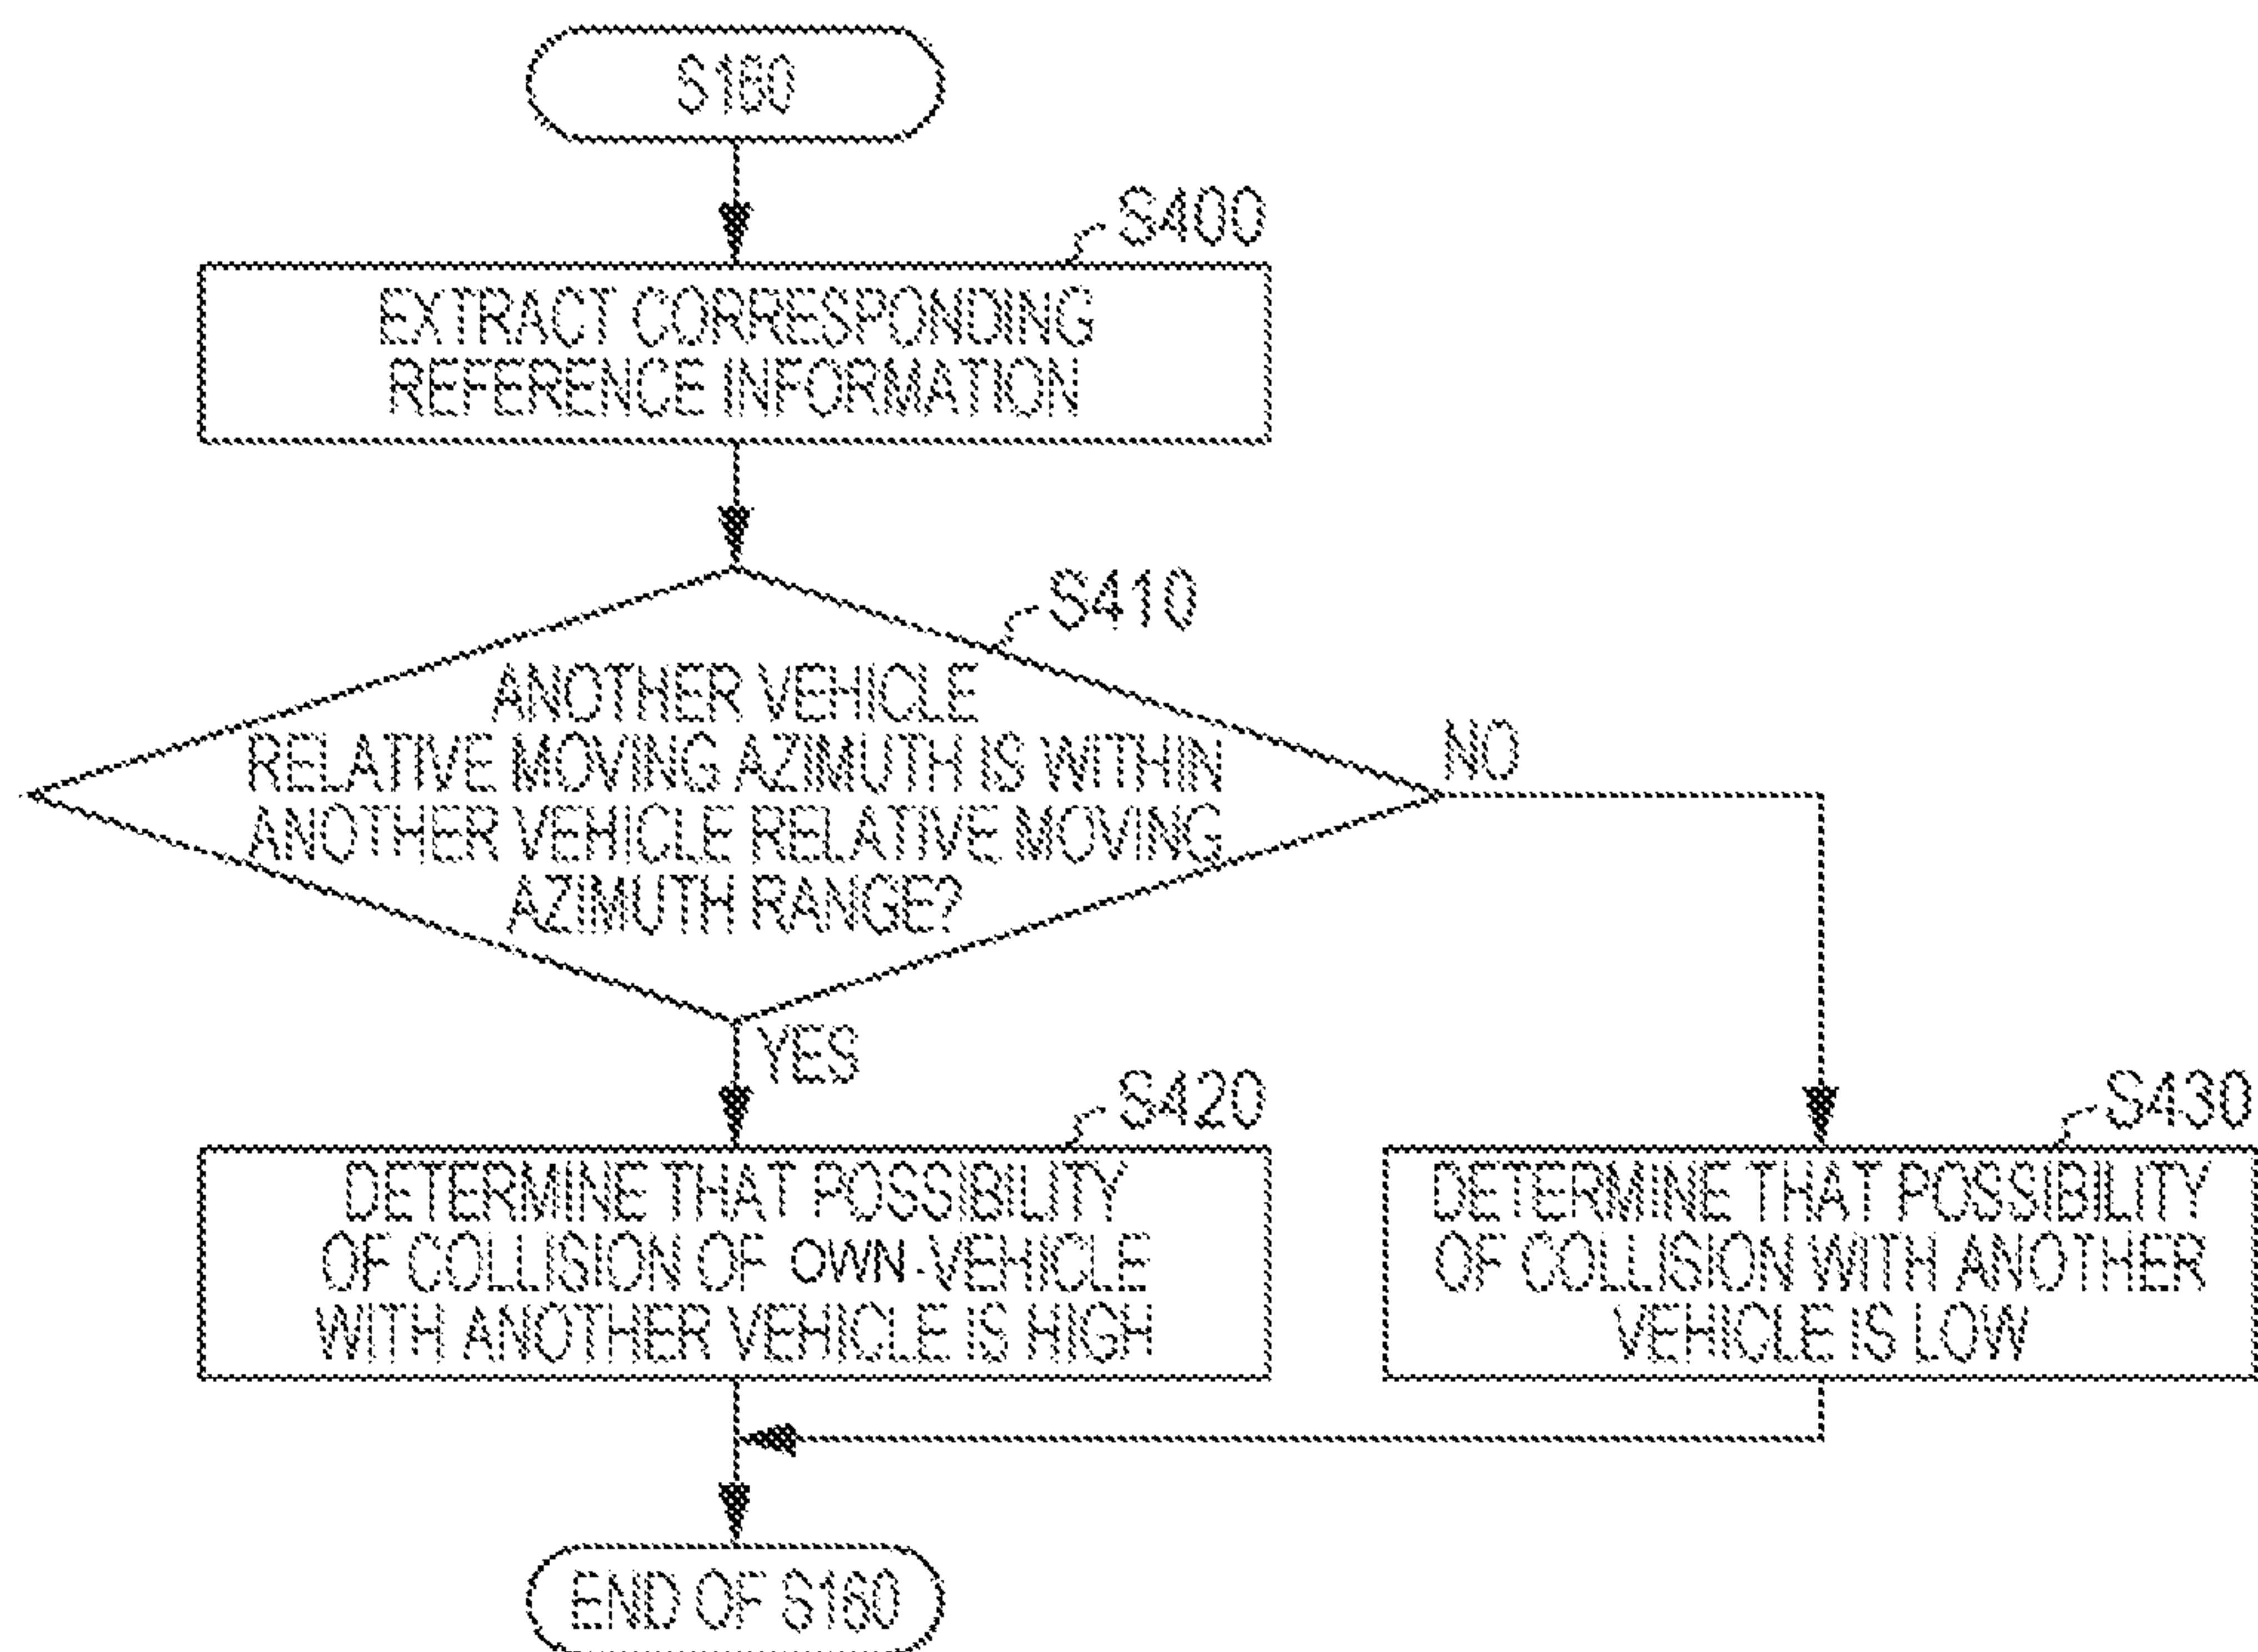 S160
S400
EXTRACT CORRESPONDING
REFERENCE INFORMATION
S410
ANOTHER VEHICLE
RELATIVE MOVING AZIMUTH IS WITHIN
ANOTHER VEHICLE RELATIVE MOVING
AZIMUTH RANGE?
NO
YES
S420
DETERMINE THAT POSSIBILITY
OF COLLISION OF OWN-VEHICLE
WITH ANOTHER VEHICLE IS HIGH
S430
DETERMINE THAT POSSIBILITY
OF COLLISION WITH ANOTHER
VEHICLE IS LOW
END OF S160